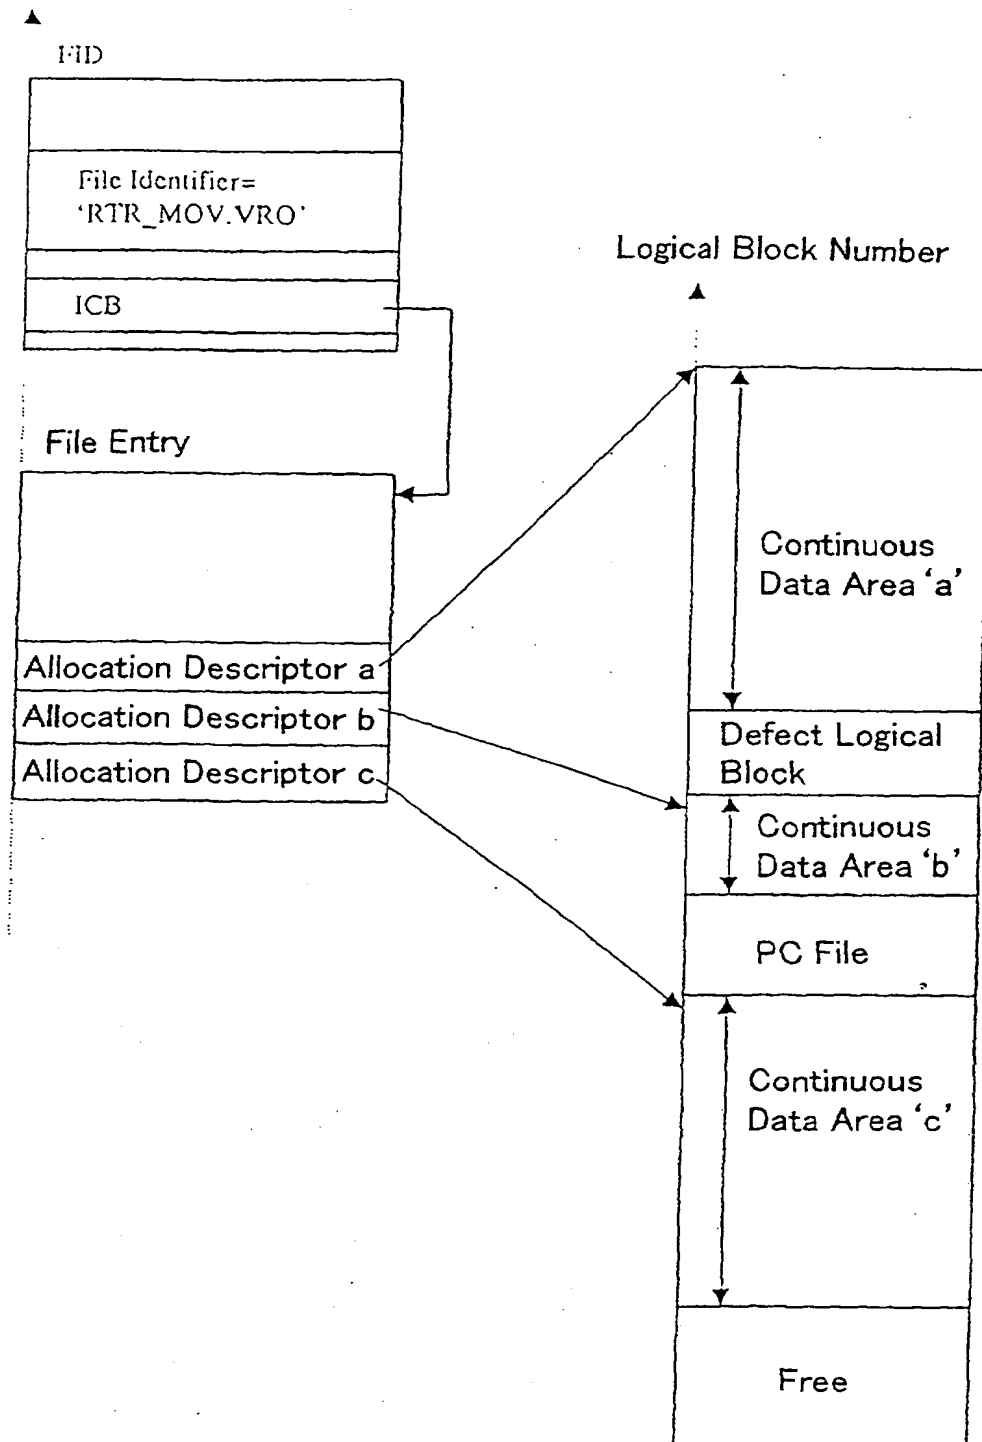 FID
File Identifier=
‘RTR_MOV.VRO’
ICB
File Entry
Allocation Descriptor a
Allocation Descriptor b
Allocation Descriptor c
Logical Block Number
Continuous
Data Area ‘a’
Defect Logical
Block
Continuous
Data Area ‘b’
PC File
Continuous
Data Area ‘c’
Free